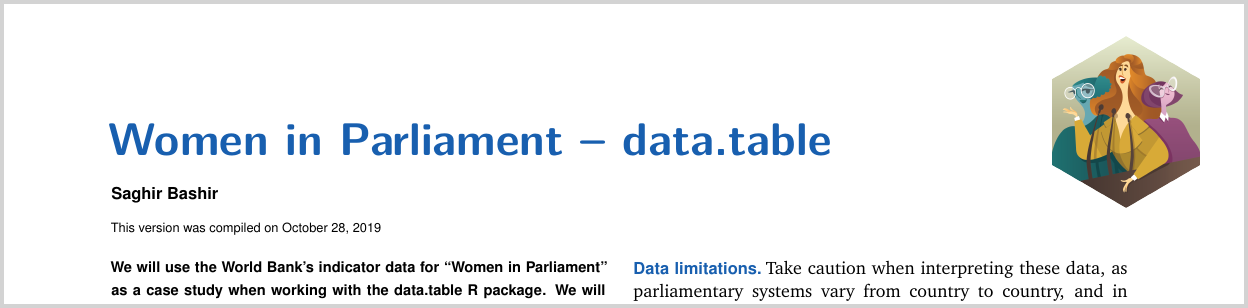 Women in Parliament – data.table
Saghir Bashir
This version was compiled on October 28, 2019
We will use the World Bank’s indicator data for “Women in Parliament”
as a case study when working with the data.table R package. We will
Data limitations. Take caution when interpreting these data, as
parliamentary systems vary from country to country, and in